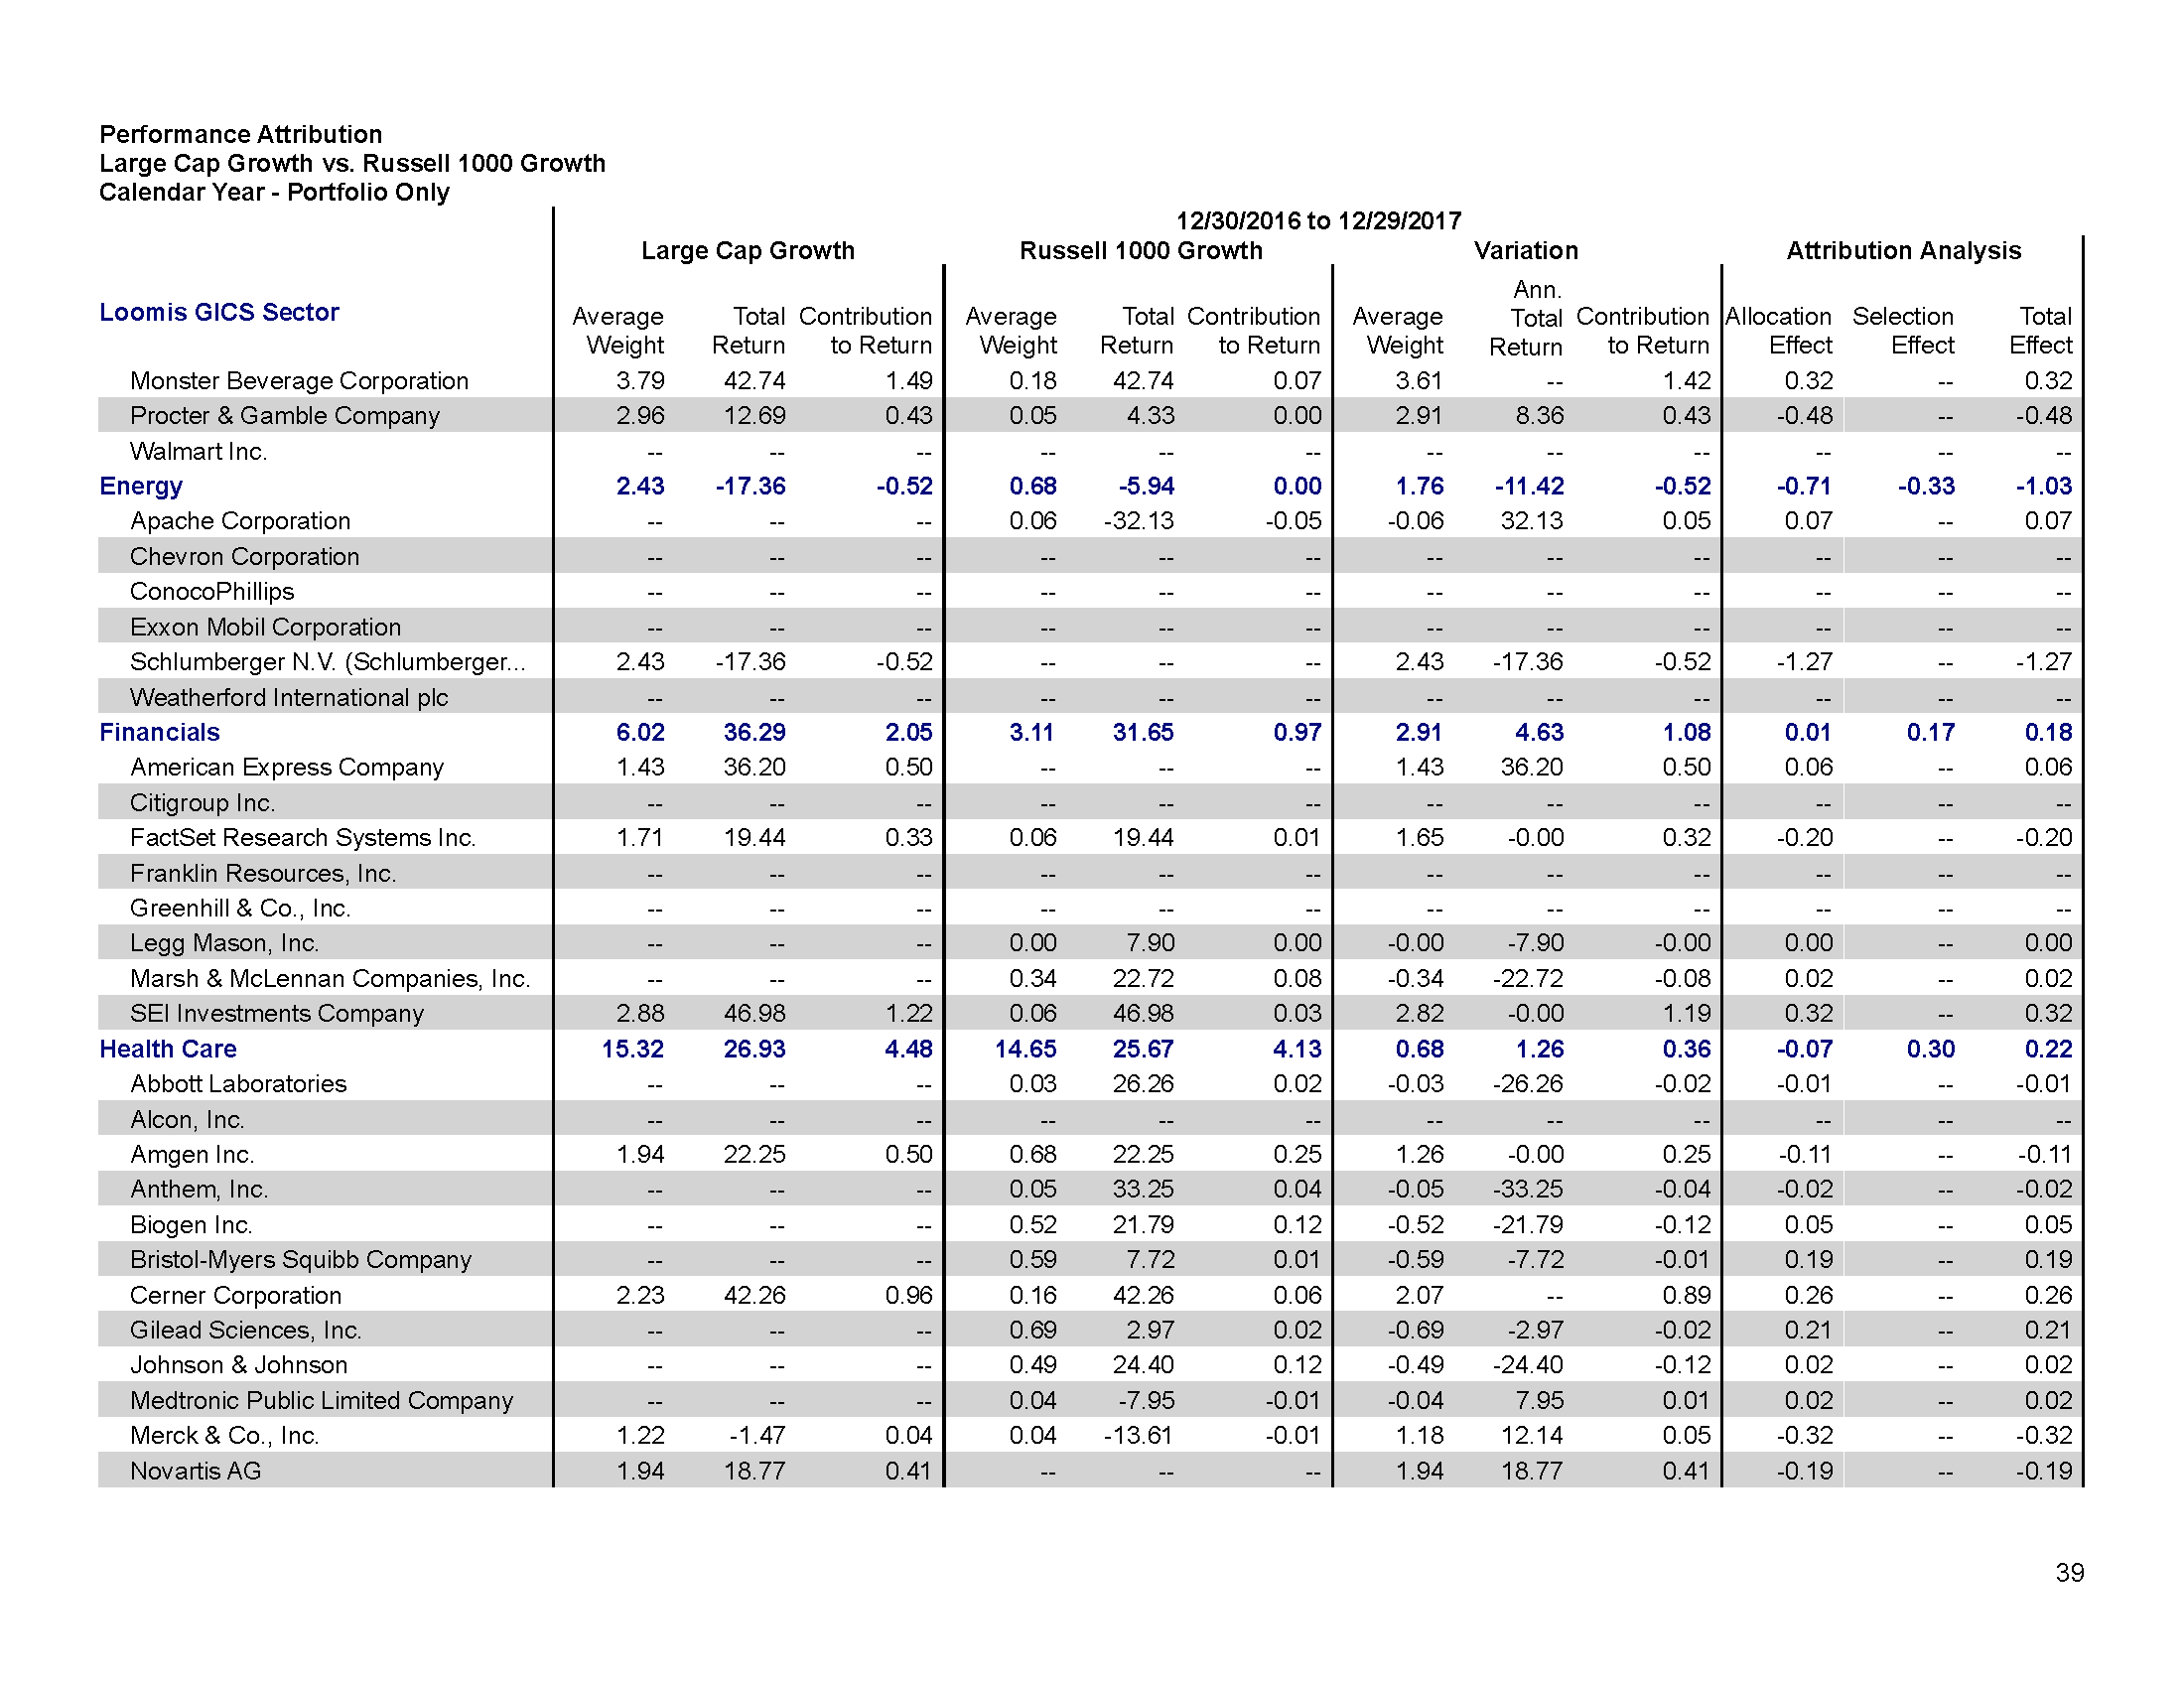 Performance Attribution
Large Cap Growth vs. Russell 1000 Growth
Calendar Year - Portfolio Only
12/30/2016 to 12/29/2017
Large Cap Growth Russell 1000 Growth Variation Attribution Analysis
Loomis GICS Sector Average Weight Total Return Contribution to Return Average Weight Total Return Contribution to Return Average Weight Ann. Total Return Contribution to Return Allocation Effect Selection Effect Total Effect
Monster Beverage Corporation 3.79 42.74 1.49 0.18 42.74 0.07 3.61 -- 1.42 0.32 -- 0.32
Procter & Gamble Company 2.96 12.69 0.43 0.05 4.33 0.00 2.91 8.36 0.43 -0.48 -- -0.48
Walmart Inc. -- -- -- -- -- -- -- -- -- -- -- --
Energy 2.43 -17.36 -0.52 0.68 -5.94 0.00 1.76 -11.42 -0.52 -0.71 -0.33 -1.03
Apache Corporation -- -- -- 0.06 -32.13 -0.05 -0.06 32.13 0.05 0.07 -- 0.07
Chevron Corporation -- -- -- -- -- -- -- -- -- -- -- --
ConocoPhillips -- -- -- -- -- -- -- -- -- -- -- --
Exxon Mobil Corporation -- -- -- -- -- -- -- -- -- -- -- --
Schlumberger N.V. (Schlumberger... 2.43 -17.36 -0.52 -- -- -- 2.43 -17.36 -0.52 -1.27 -- -1.27
Weatherford International plc -- -- -- -- -- -- -- -- -- -- -- --
Financials 6.02 36.29 2.05 3.11 31.65 0.97 2.91 4.63 1.08 0.01 0.17 0.18
American Express Company 1.43 36.20 0.50 -- -- -- 1.43 36.20 0.50 0.06 -- 0.06
Citigroup Inc. -- -- -- -- -- -- -- -- -- -- -- --
FactSet Research Systems Inc. 1.71 19.44 0.33 0.06 19.44 0.01 1.65 -0.00 0.32 -0.20 -- -0.20
Franklin Resources, Inc. -- -- -- -- -- -- -- -- -- -- -- --
Greenhill & Co., Inc. -- -- -- -- -- -- -- -- -- -- -- --
Legg Mason, Inc. -- -- -- 0.00 7.90 0.00 -0.00 -7.90 -0.00 0.00 -- 0.00
Marsh & McLennan Companies, Inc. -- -- -- 0.34 22.72 0.08 -0.34 -22.72 -0.08 0.02 -- 0.02
SEI Investments Company 2.88 46.98 1.22 0.06 46.98 0.03 2.82 -0.00 1.19 0.32 -- 0.32
Health Care 15.32 26.93 4.48 14.65 25.67 4.13 0.68 1.26 0.36 -0.07 0.30 0.22
Abbott Laboratories -- -- -- 0.03 26.26 0.02 -0.03 -26.26 -0.02 -0.01 -- -0.01
Alcon, Inc. -- -- -- -- -- -- -- -- -- -- -- --
Amgen Inc. 1.94 22.25 0.50 0.68 22.25 0.25 1.26 -0.00 0.25 -0.11 -- -0.11
Anthem, Inc. -- -- -- 0.05 33.25 0.04 -0.05 -33.25 -0.04 -0.02 -- -0.02
Biogen Inc. -- -- -- 0.52 21.79 0.12 -0.52 -21.79 -0.12 0.05 -- 0.05
Bristol-Myers Squibb Company -- -- -- 0.59 7.72 0.01 -0.59 -7.72 -0.01 0.19 -- 0.19
Cerner Corporation 2.23 42.26 0.96 0.16 42.26 0.06 2.07 -- 0.89 0.26 -- 0.26
Gilead Sciences, Inc. -- -- -- 0.69 2.97 0.02 -0.69 -2.97 -0.02 0.21 -- 0.21
Johnson & Johnson -- -- -- 0.49 24.40 0.12 -0.49 -24.40 -0.12 0.02 -- 0.02
Medtronic Public Limited Company -- -- -- 0.04 -7.95 -0.01 -0.04 7.95 0.01 0.02 -- 0.02
Merck & Co., Inc. 1.22 -1.47 0.04 0.04 -13.61 -0.01 1.18 12.14 0.05 -0.32 -- -0.32
Novartis AG 1.94 18.77 0.41 -- -- -- 1.94 18.77 0.41 -0.19 -- -0.19
39